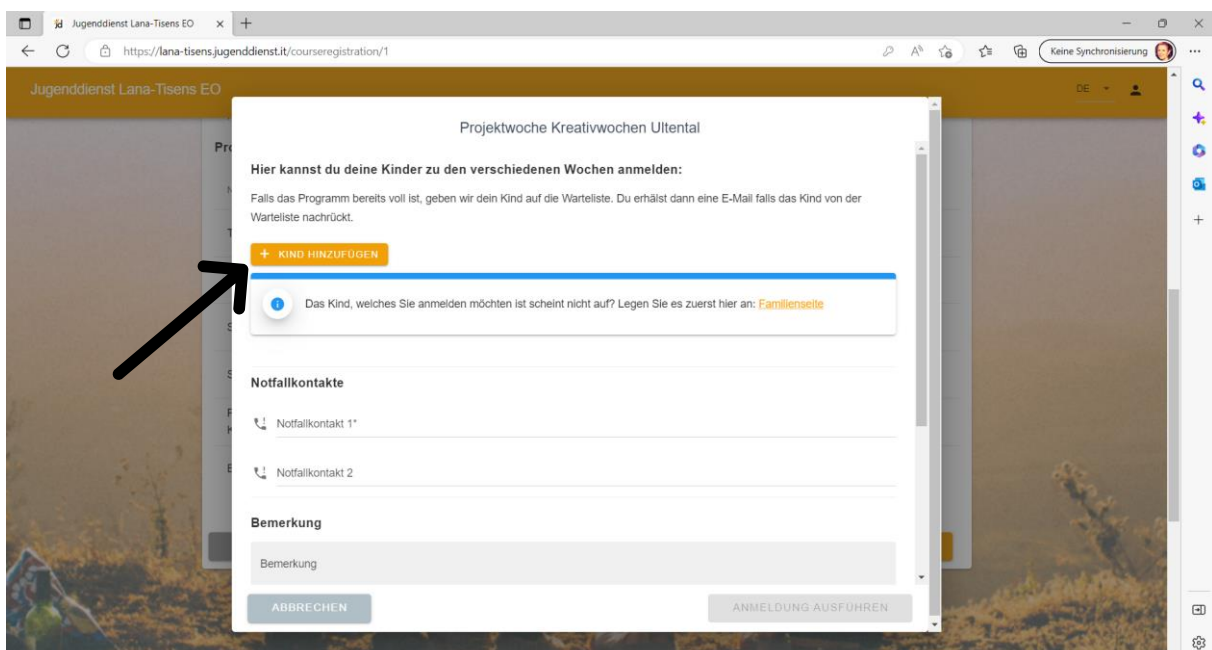 Jugenddienst Lana-Tisens EO
https://lana-tisens.jugenddienst.it/courseregistration/1
Keine Synchronisierung
Jugenddienst Lana-Tisens EO
DE
Projektwoche Kreativwochen Ultental
Hier kannst du deine Kinder zu den verschiedenen Wochen anmelden:
Falls das Programm bereits voll ist, geben wir dein Kind auf die Warteliste. Du erhälst dann eine E-Mail falls das Kind von der
Warteliste nachrückt.
+ KIND HINZUFÜGEN
Das Kind, welches Sie anmelden möchten ist scheint nicht auf? Legen Sie es zuerst hier an: Familienseite
Notfallkontakte
Notfallkontakt 1*
Notfallkontakt 2
Bemerkung
Bemerkung
ABBRECHEN
ANMELDUNG AUSFÜHREN